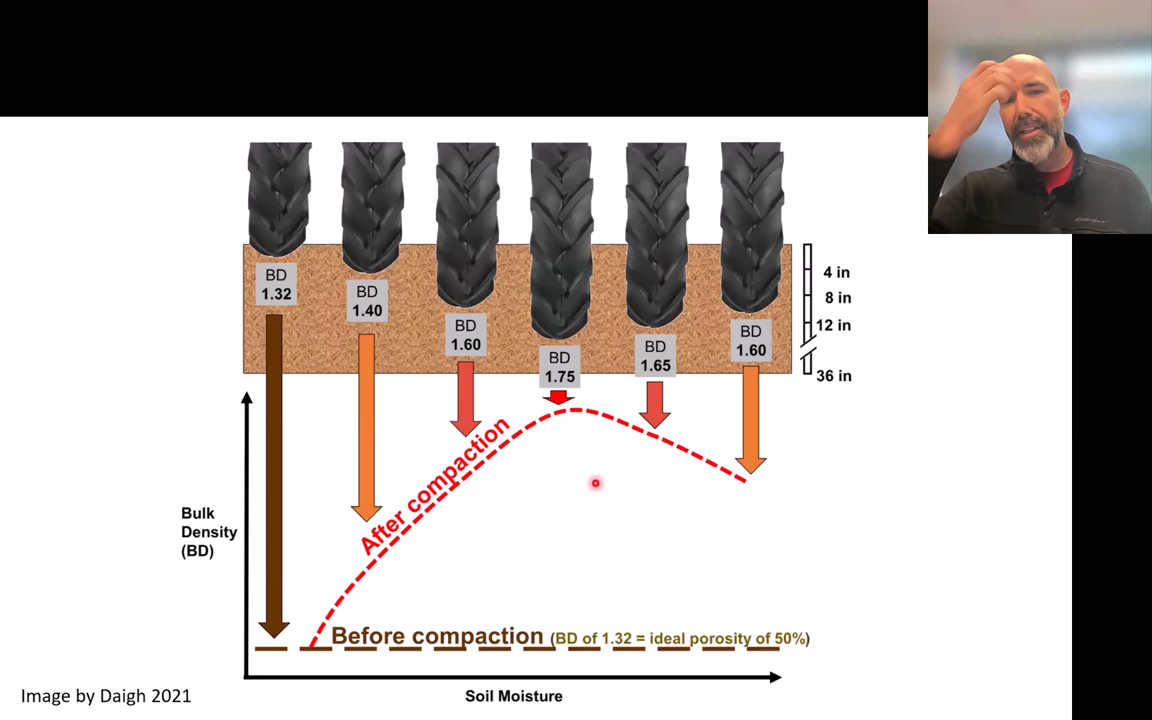 BD
1.32
BD
1.40
BD
1.60
BD
1.75
BD
1.65
BD
1.60
4 in
8 in
12 in
36 in
After compaction
Bulk
Density
(BD)
Before compaction (BD of 1.32 = ideal porosity of 50%)
Soil Moisture
Image by Daigh 2021